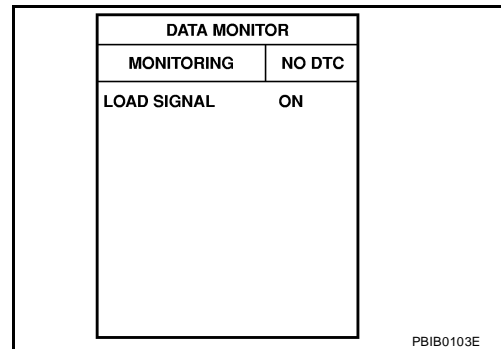 DATA MONITOR
MONITORING NO DTC
LOAD SIGNAL ON
PBIB0103E